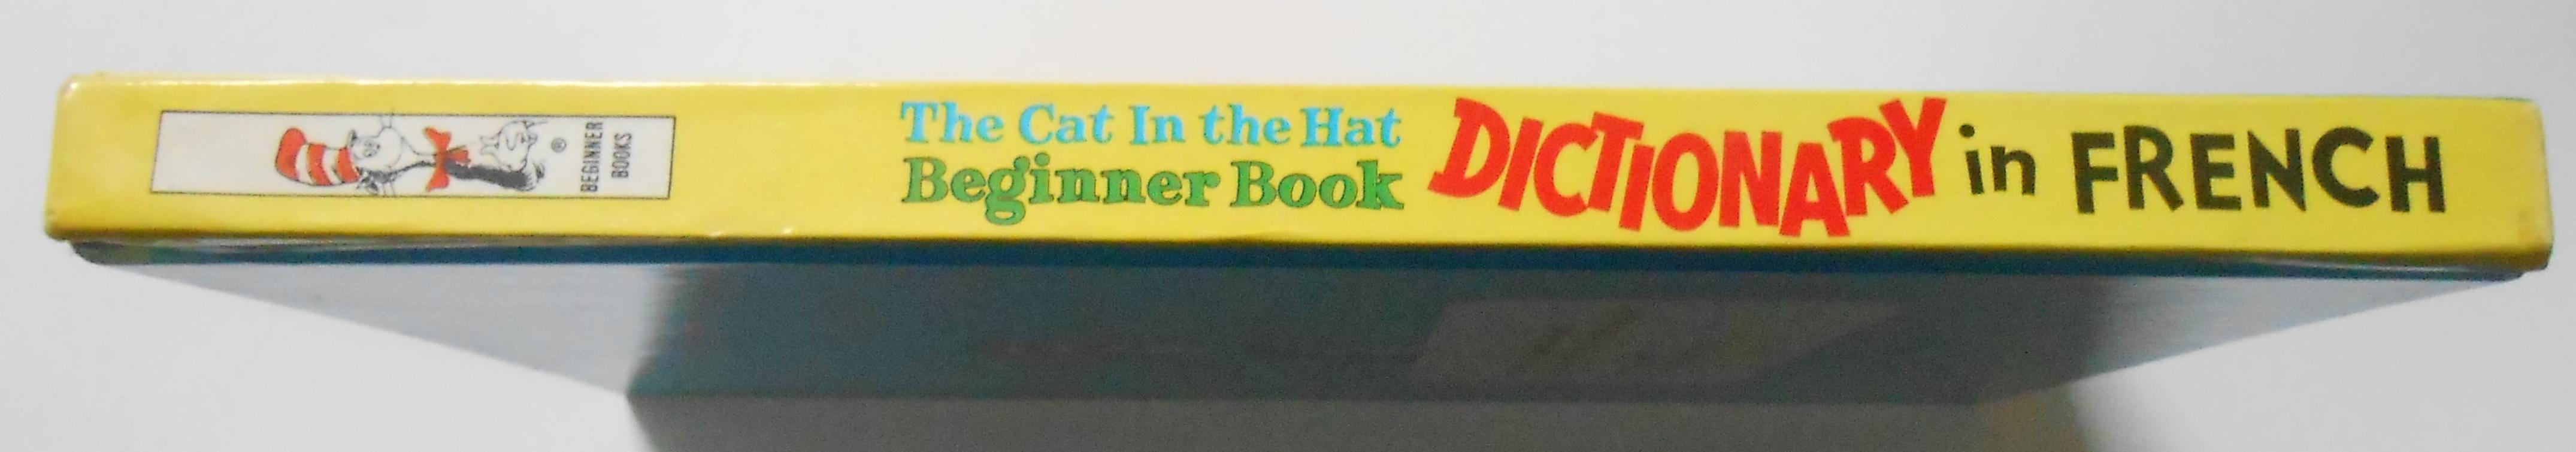 BEGINNER
BOOKS
®
The Cat In the Hat
Beginner Book
DICTIONARY in FRENCH